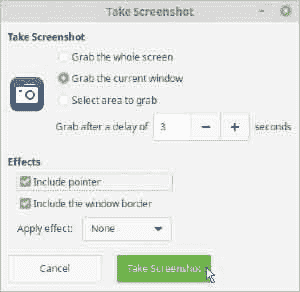 Take Screenshot
Take Screenshot
Grab the whole screen
Grab the current window
Select area to grab
Grab after a delay of 3 − + seconds
Effects
Include pointer
Include the window border
Apply effect: None
Cancel Take Screenshot